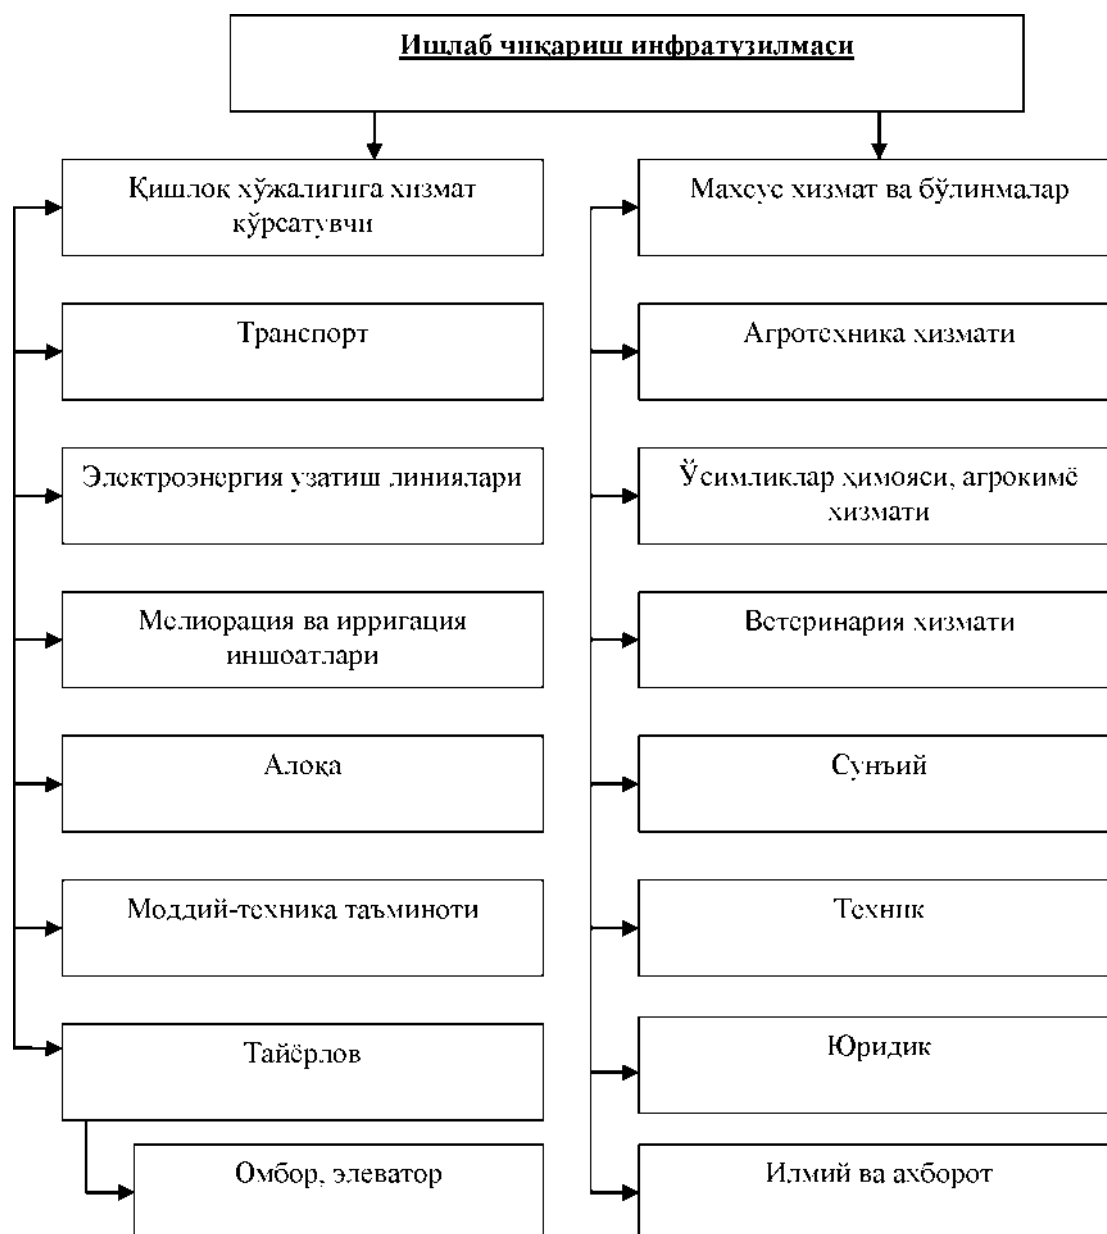 Ишлаб чиқариш инфратузилмаси
Қишлоқ хўжалигига хизмат
кўрсатувчи
Транспорт
Электроэнергия узатиш линиялари
Мелиорация ва ирригация
иншоатлари
Алоқа
Моддий-техника таъминоти
Тайёрлов
Омбор, элеватор
Махсус хизмат ва бўлинмалар
Агротехника хизмати
Ўсимликлар ҳимояси, агрокимё
хизмати
Ветеринария хизмати
Сунъий
Техник
Юридик
Илмий ва ахборот